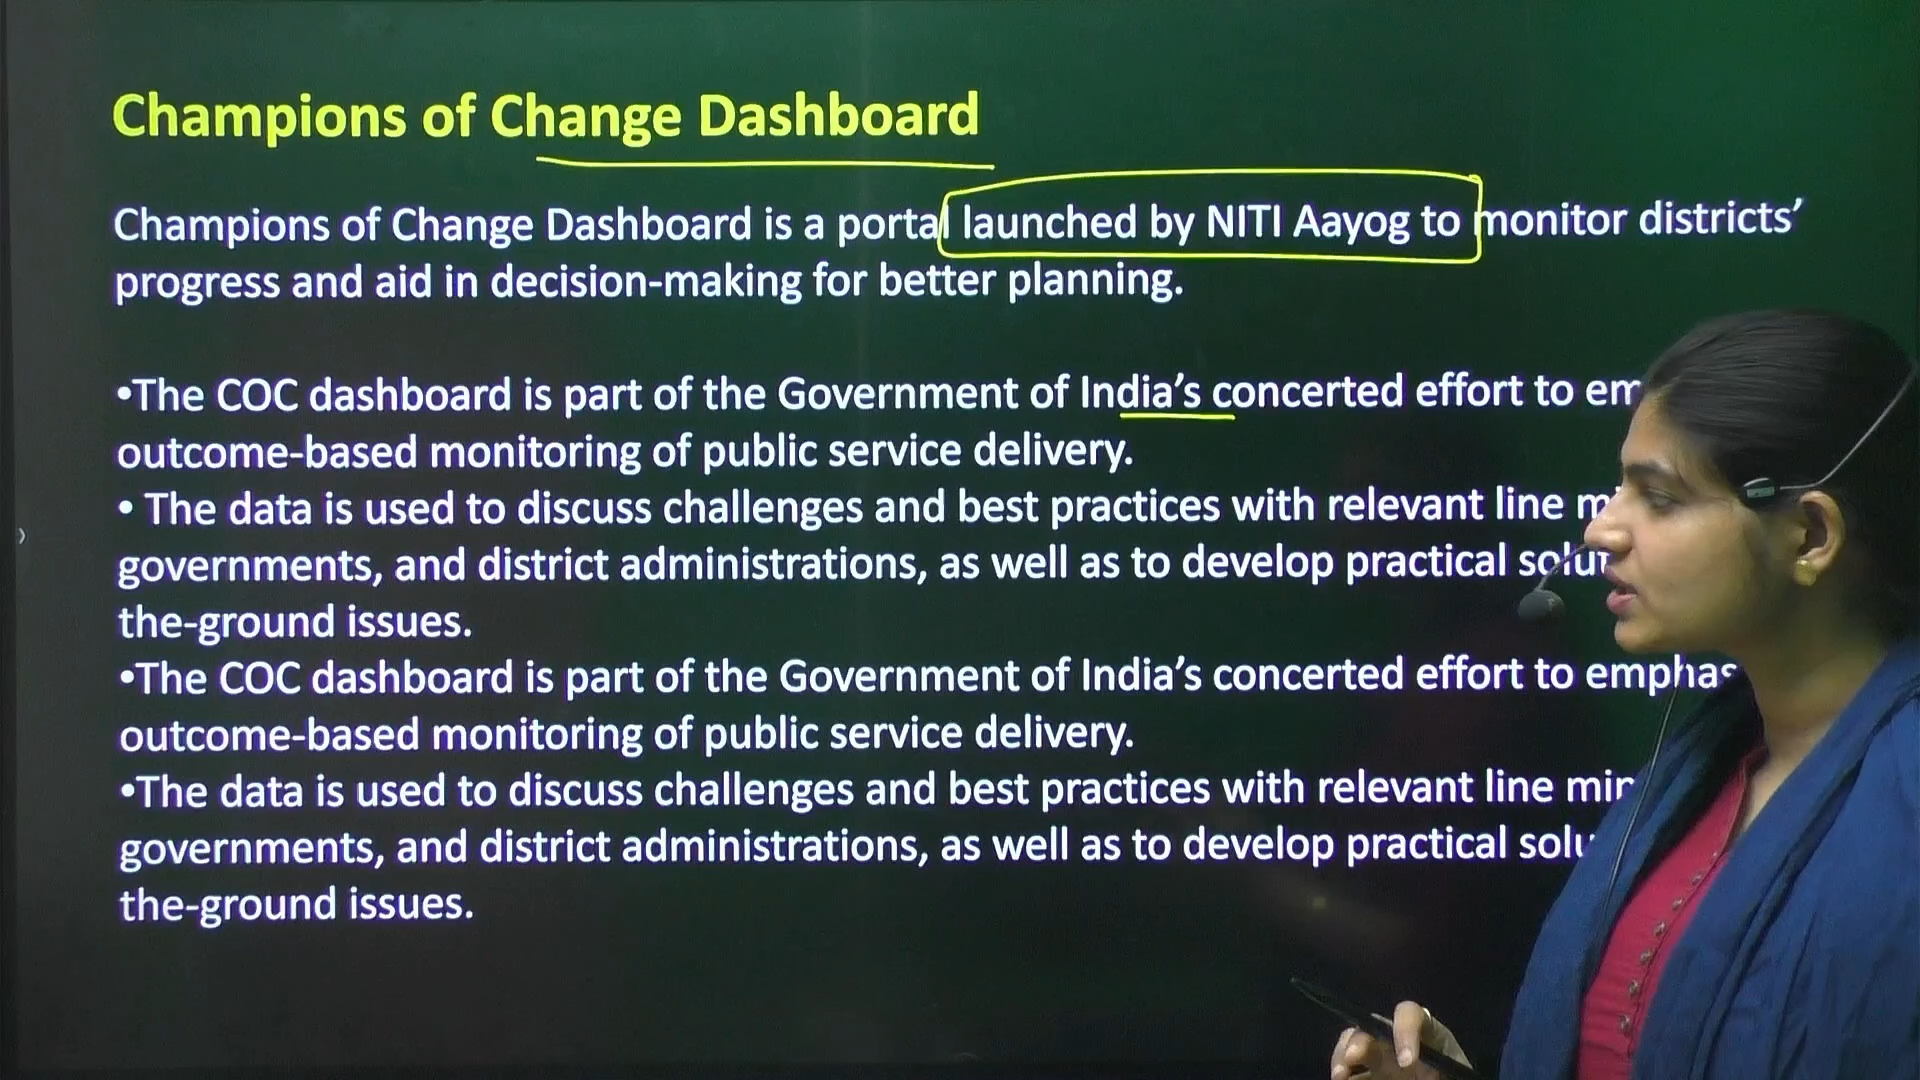 Champions of Change Dashboard
Champions of Change Dashboard is a portal launched by NITI Aayog to monitor districts’
progress and aid in decision-making for better planning.
•The COC dashboard is part of the Government of India’s concerted effort to
outcome-based monitoring of public service delivery.
• The data is used to discuss challenges and best practices with relevant line
governments, and district administrations, as well as to develop practical
the-ground issues.
•The COC dashboard is part of the Government of India’s concerted effort to
outcome-based monitoring of public service delivery.
•The data is used to discuss challenges and best practices with relevant line
governments, and district administrations, as well as to develop practical
the-ground issues.